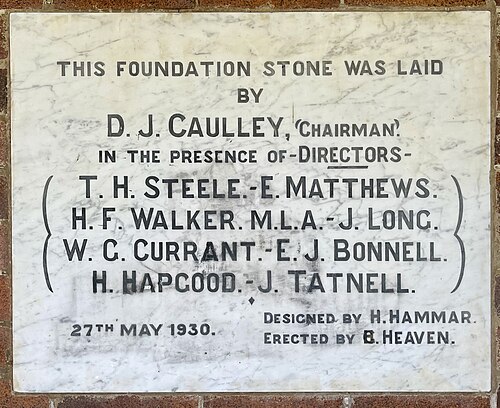 THIS FOUNDATION STONE WAS LAID
BY
D. J. CAULLEY, (CHAIRMAN).
IN THE PRESENCE OF-DIRECTORS-
T. H. STEELE.-E. MATTHEWS.
H. F. WALKER. M.L.A.-J. LONG.
W. C. CURRANT.-E. J. BONNELL.
H. HAPGOOD.-J. TATNELL.
DESIGNED BY H. HAMMAR.
27TH MAY 1930.
ERECTED BY B. HEAVEN.